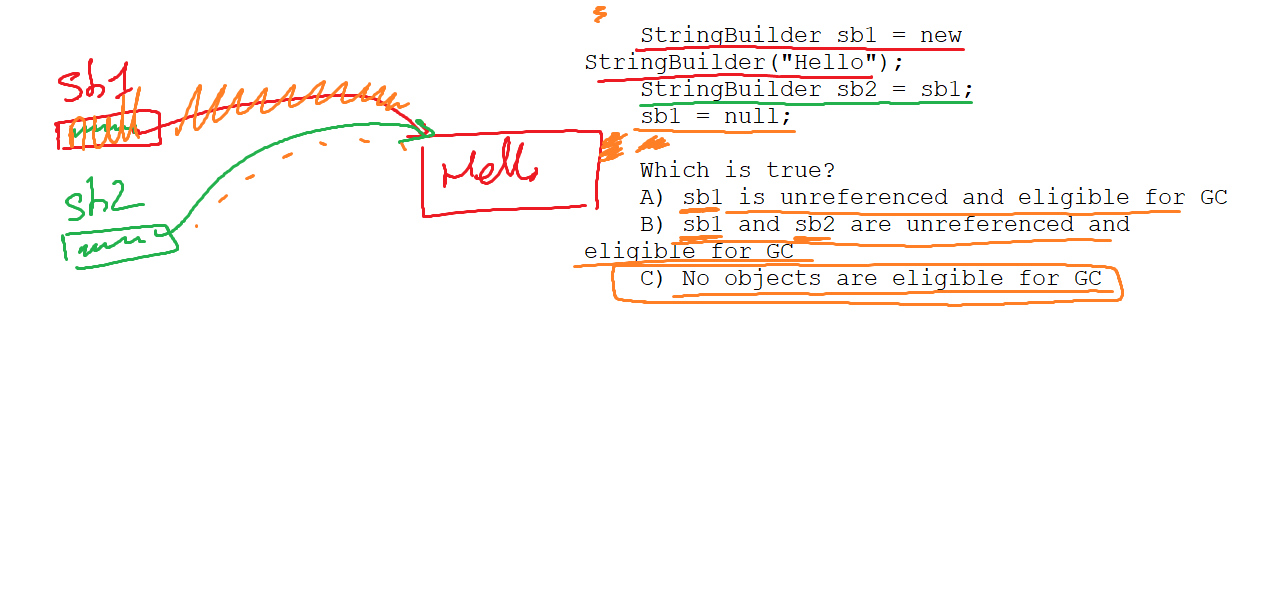 StringBuilder sb1 = new
StringBuilder("Hello");
StringBuilder sb2 = sb1;
sb1 = null;
Which is true?
A) sb1 is unreferenced and eligible for GC
B) sb1 and sb2 are unreferenced and
eligible for GC
C) No objects are eligible for GC
sb1
null
Hello
sb2